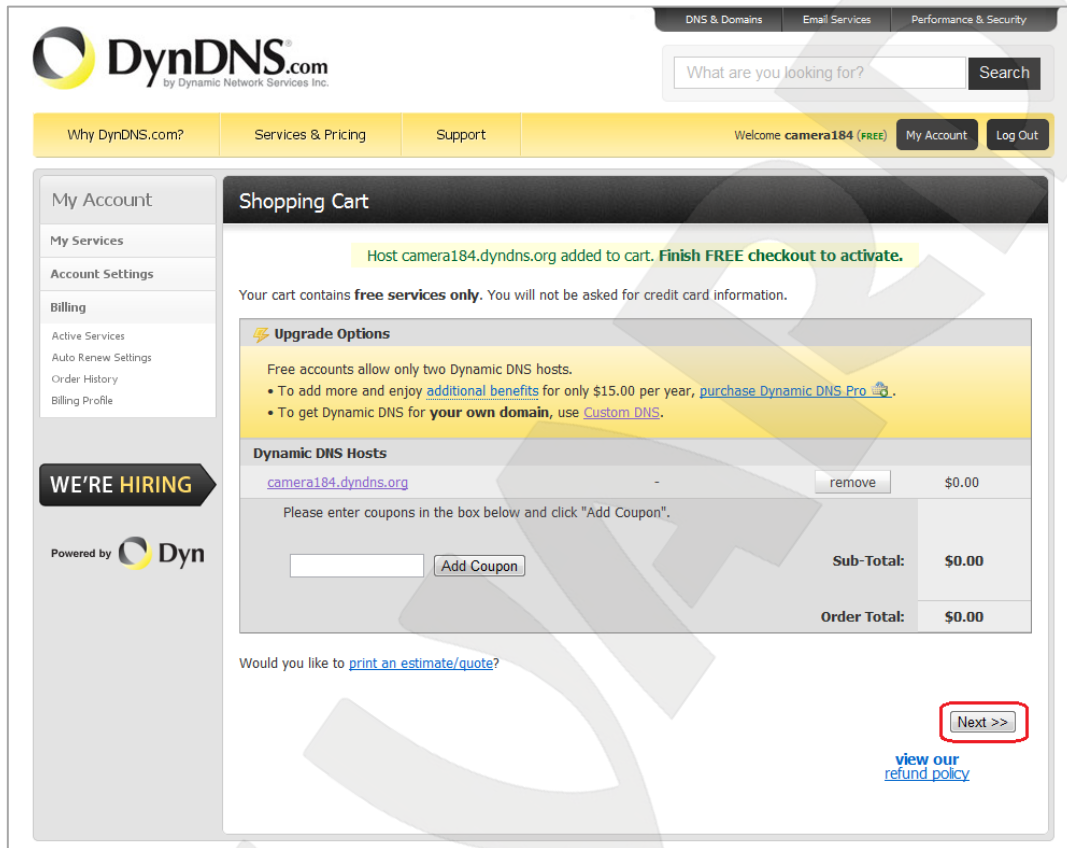 DNS & Domains Email Services Performance & Security
DynDNS.com
by Dynamic Network Services Inc.
What are you looking for? Search
Why DynDNS.com? Services & Pricing Support Welcome camera184 (FREE) My Account Log Out
My Account
My Services
Account Settings
Billing
Active Services
Auto Renew Settings
Order History
Billing Profile
WE'RE HIRING
Powered by Dyn
Shopping Cart
Host camera184.dyndns.org added to cart. Finish FREE checkout to activate.
Your cart contains free services only. You will not be asked for credit card information.
Upgrade Options
Free accounts allow only two Dynamic DNS hosts.
• To add more and enjoy additional benefits for only $15.00 per year, purchase Dynamic DNS Pro .
• To get Dynamic DNS for your own domain, use Custom DNS.
Dynamic DNS Hosts
camera184.dyndns.org - remove $0.00
Please enter coupons in the box below and click "Add Coupon".
Add Coupon Sub-Total: $0.00
Order Total: $0.00
Would you like to print an estimate/quote?
Next >>
view our
refund policy